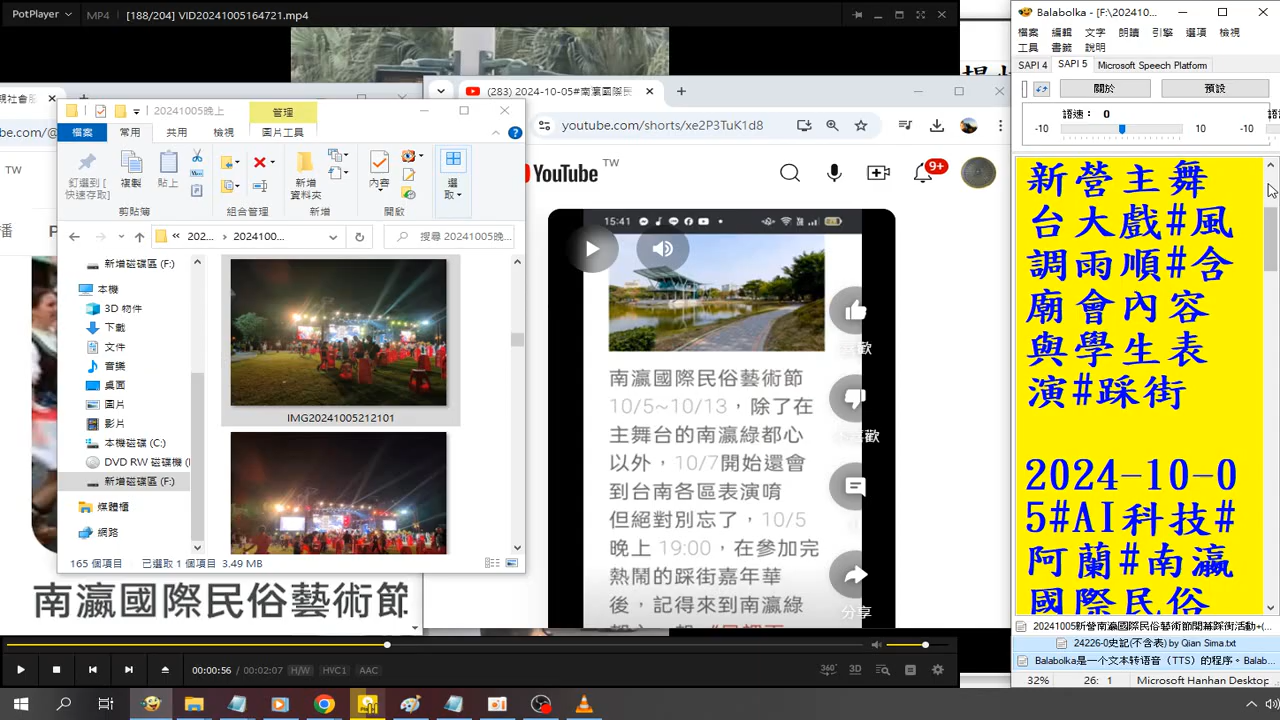 PotPlayer MP4 [188/204] VID20241005164721.mp4
Balabolka - [F:\202410...
檔案 編輯 文字 朗讀 引擎 選項 檢視
工具 書籤 說明
SAPI 4 SAPI 5 Microsoft Speech Platform
關於 預設
語速： 0
-10 10 -10
新營主舞
台大戲#風
調雨順#含
廟會內容
與學生表
演#踩街
2024-10-0
5#AI科技#
阿蘭#南瀛
國際民俗
20241005新營南瀛國際民俗藝術節開幕踩街活動+(...
24226-0史記(不含表) by Qian Sima.txt
Balabolka是一个文本转语音（TTS）的程序。Balab...
32% 26: 1 Microsoft Hanhan Desktop
(283) 2024-10-05#南瀛國際民
youtube.com/shorts/xe2P3TuK1d8
YouTube TW
9+
15:41
南瀛國際民俗藝術節
10/5~10/13，除了在
主舞台的南瀛綠都心
以外，10/7開始還會
到台南各區表演唷
但絕對別忘了，10/5
晚上 19:00，在參加完
熱鬧的踩街嘉年華
後，記得來到南瀛綠
喜歡
不喜歡
分享
親社會服
be.com/@
TW
播
20241005晚上 管理
檔案 常用 共用 檢視 圖片工具
釘選到 [
快速存取]
複製
貼上
新增
資料夾
內容
選
取
剪貼簿 組合管理 新增 開啟
202... 2024100...
搜尋 20241005晚...
新增磁碟區 (F:)
本機
3D 物件
下載
文件
音樂
桌面
圖片
影片
本機磁碟 (C:)
DVD RW 磁碟機 (
新增磁碟區 (F:)
媒體櫃
網路
IMG20241005212101
165 個項目 已選取 1 個項目 3.49 MB
南瀛國際民俗藝術節
00:00:56 / 00:02:07 H/W HVC1 AAC
360° 3D